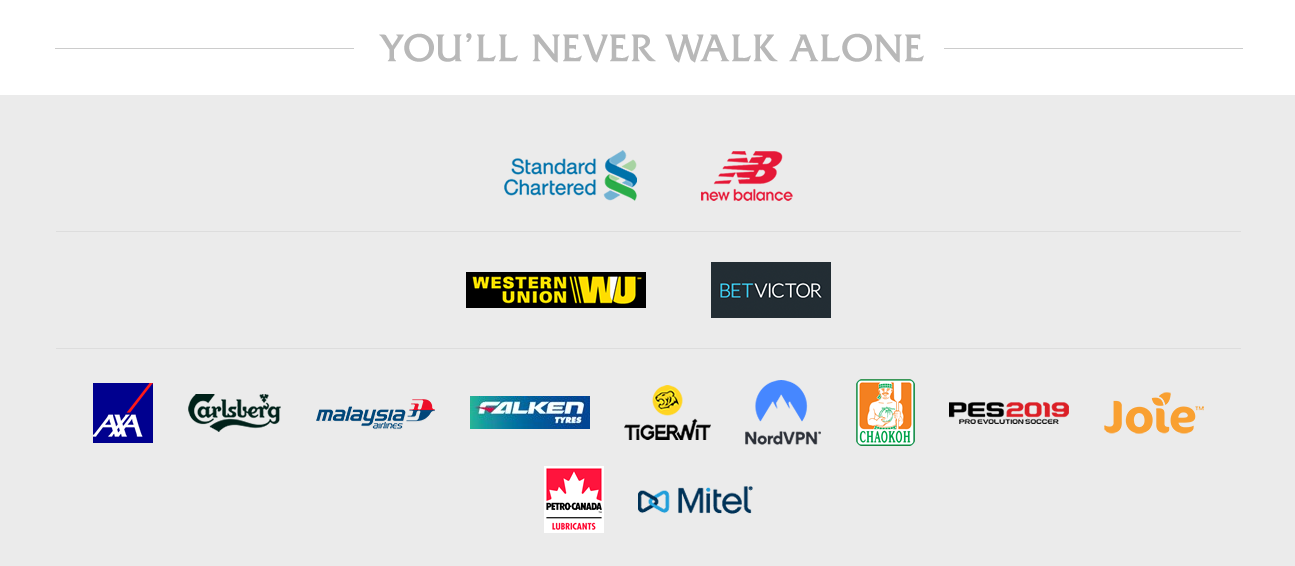 YOU'LL NEVER WALK ALONE
Standard
Chartered
new balance
WESTERN
UNION WU
BETVICTOR
AXA
Carlsberg
malaysia
airlines
FALKEN
TYRES
TiGERWiT
NordVPN®
CHAOKOH
PES2019
PRO EVOLUTION SOCCER
Joie™
PETRO-CANADA
LUBRICANTS
Mitel